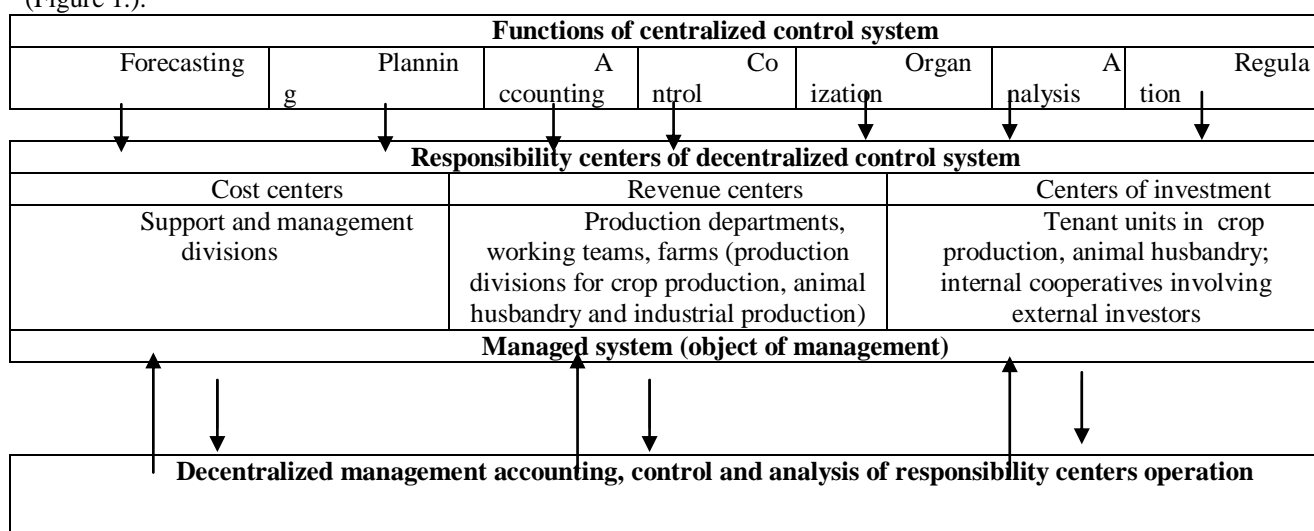 (Figure 1.).
Functions of centralized control system
Forecasting Plannin A Co Organ A Regula
g ccounting ntrol ization nalysis tion
Responsibility centers of decentralized control system
Cost centers Revenue centers Centers of investment
Support and management Production departments, Tenant units in crop
divisions working teams, farms (production production, animal husbandry;
divisions for crop production, animal internal cooperatives involving
husbandry and industrial production) external investors
Managed system (object of management)
Decentralized management accounting, control and analysis of responsibility centers operation